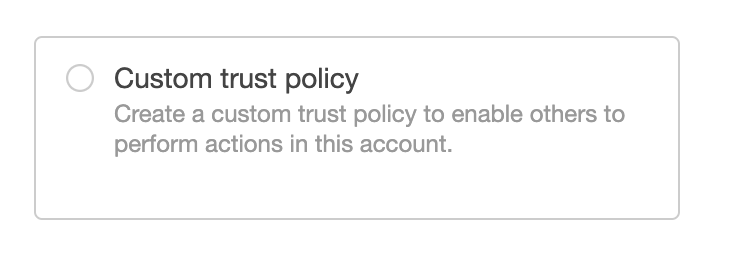 Custom trust policy
Create a custom trust policy to enable others to
perform actions in this account.